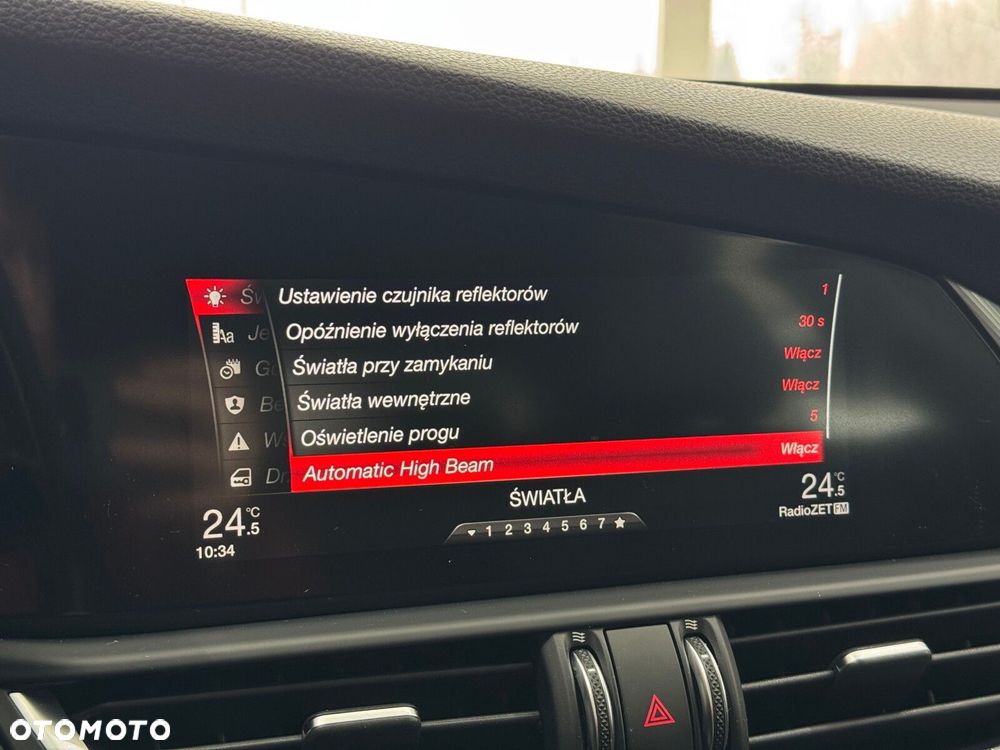 Ustawienie czujnika reflektorów 1
Opóźnienie wyłączenia reflektorów 30 s
Światła przy zamykaniu Włącz
Światła wewnętrzne Włącz
Oświetlenie progu 5
Automatic High Beam Włącz
Aa
24.5 °C
10:34
ŚWIATŁA
1 2 3 4 5 6 7
24.5 °C
RadioZET FM
OTOMOTO